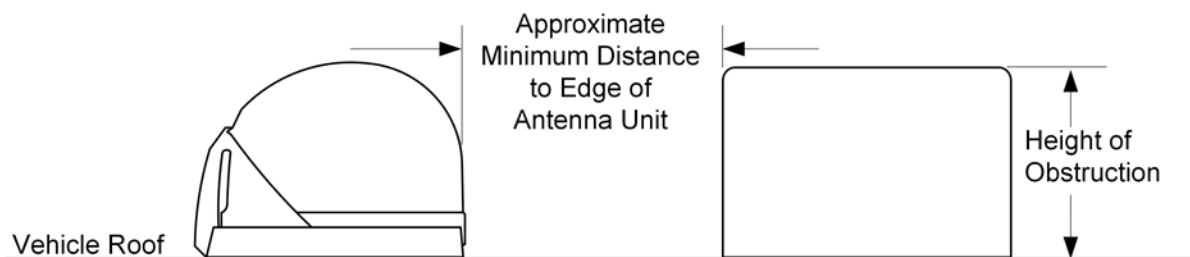 Approximate
Minimum Distance
to Edge of
Antenna Unit
Height of
Obstruction
Vehicle Roof